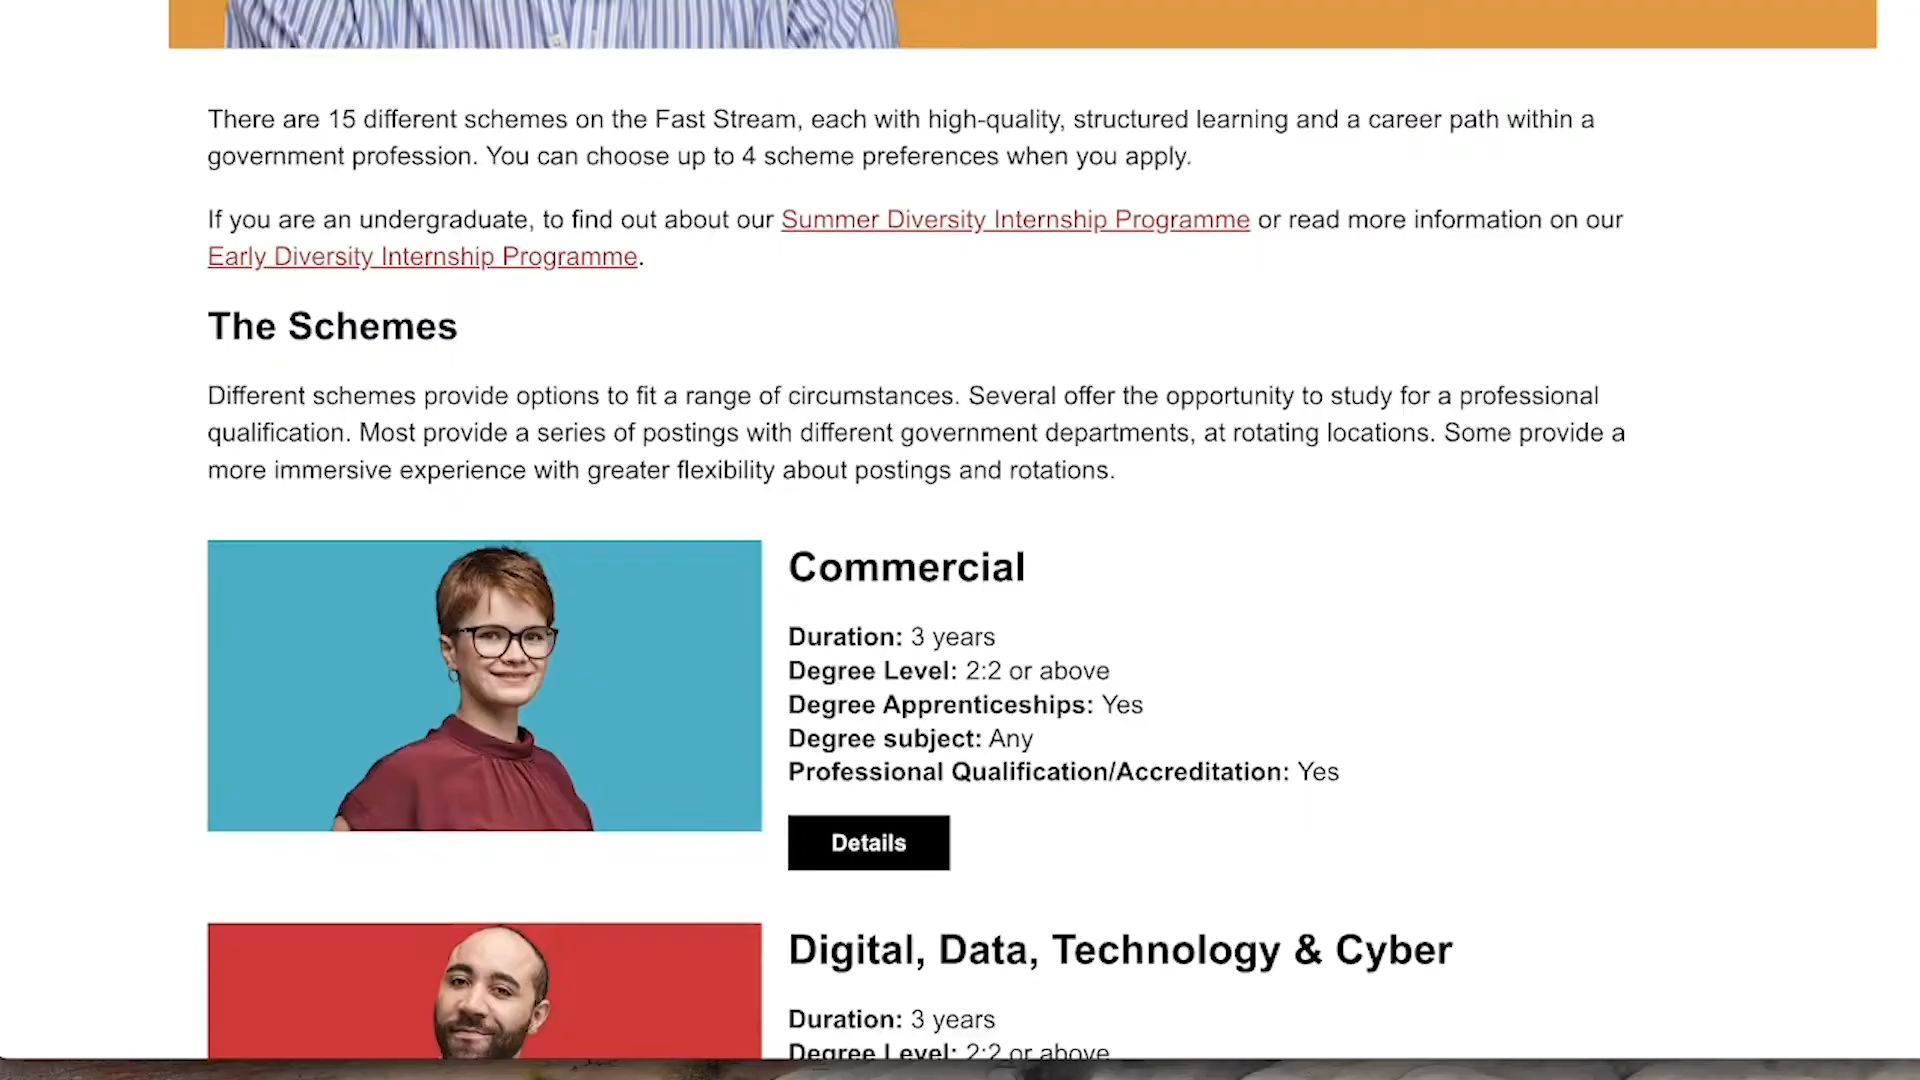 There are 15 different schemes on the Fast Stream, each with high-quality, structured learning and a career path within a
government profession. You can choose up to 4 scheme preferences when you apply.
If you are an undergraduate, to find out about our Summer Diversity Internship Programme or read more information on our
Early Diversity Internship Programme.
The Schemes
Different schemes provide options to fit a range of circumstances. Several offer the opportunity to study for a professional
qualification. Most provide a series of postings with different government departments, at rotating locations. Some provide a
more immersive experience with greater flexibility about postings and rotations.
Commercial
Duration: 3 years
Degree Level: 2:2 or above
Degree Apprenticeships: Yes
Degree subject: Any
Professional Qualification/Accreditation: Yes
Details
Digital, Data, Technology & Cyber
Duration: 3 years
Degree Level: 2:2 or above